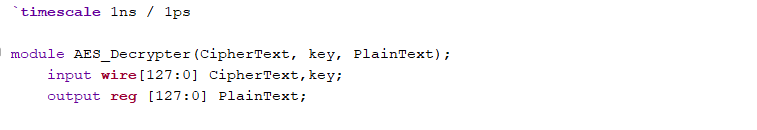 `timescale 1ns / 1ps
module AES_Decrypter(CipherText, key, PlainText);
input wire[127:0] CipherText,key;
output reg [127:0] PlainText;